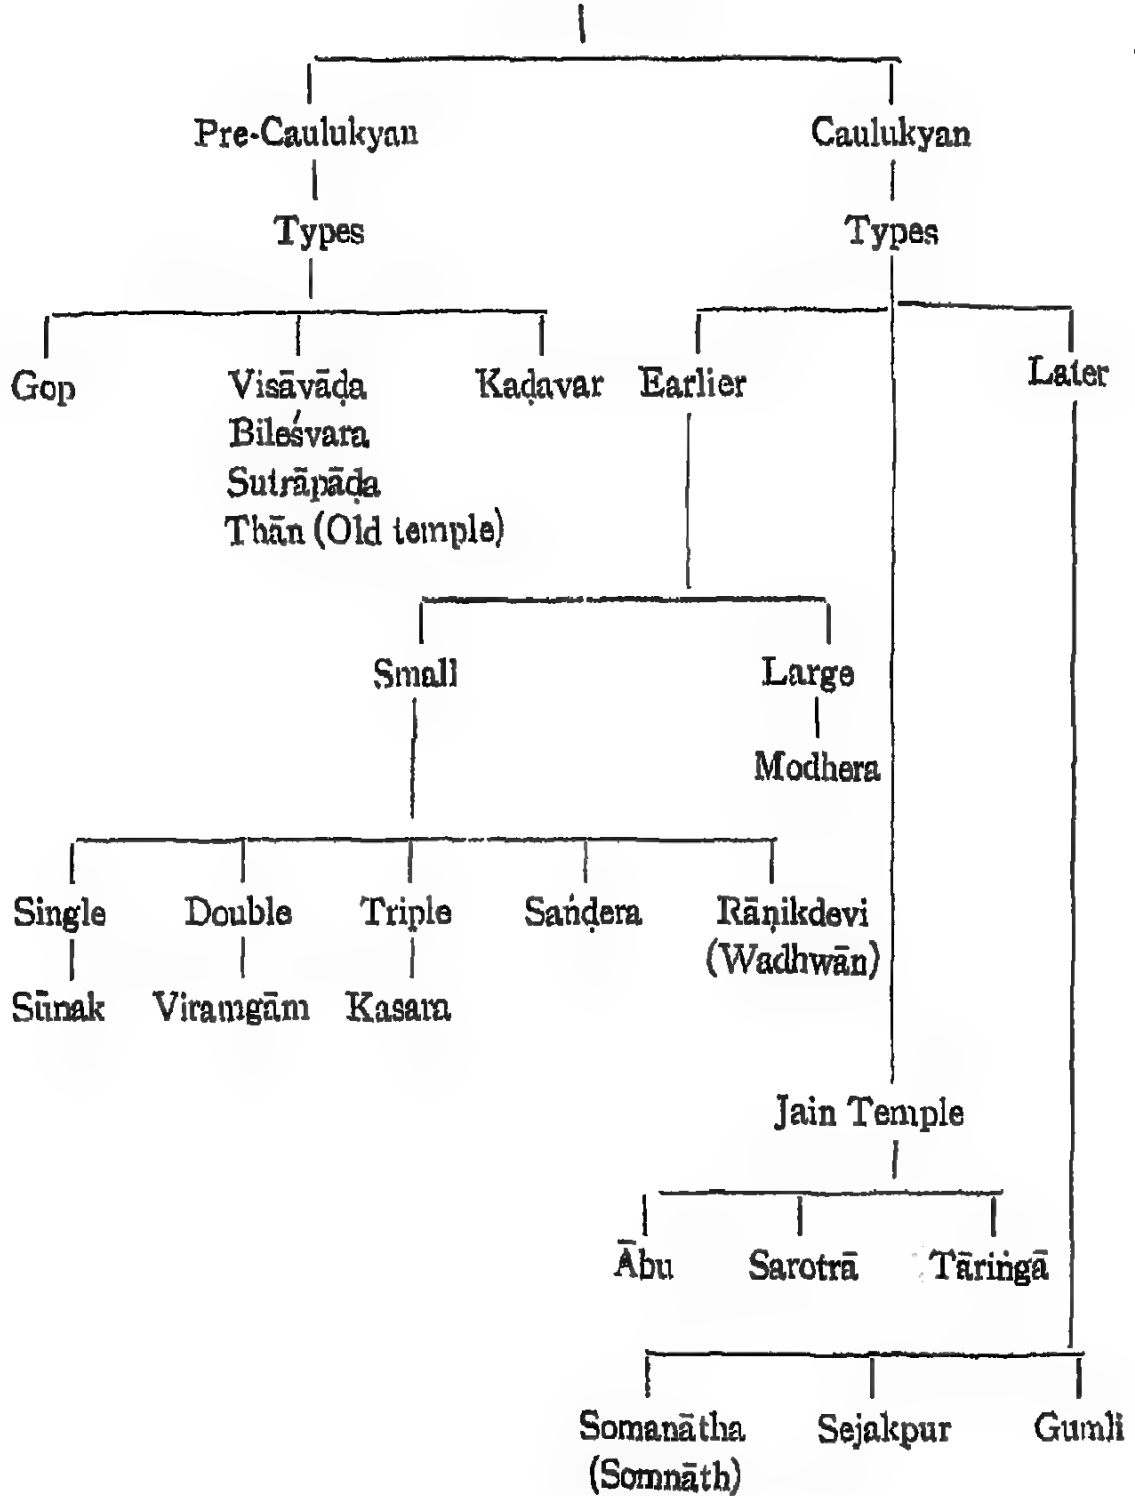 Pre-Caulukyan Caulukyan
Types Types
Gop Visāvāḍa Kaḍavar Earlier Later
Bileśvara
Sutrāpāḍa
Thān (Old temple)
Small Large
Modhera
Single Double Triple Saṅḍera Rāṇikdevi
(Wadhwān)
Sūnak Viramgām Kasara
Jain Temple
Ābu Sarotrā Tāriṅgā
Somanātha Sejakpur Gumli
(Somnāth)